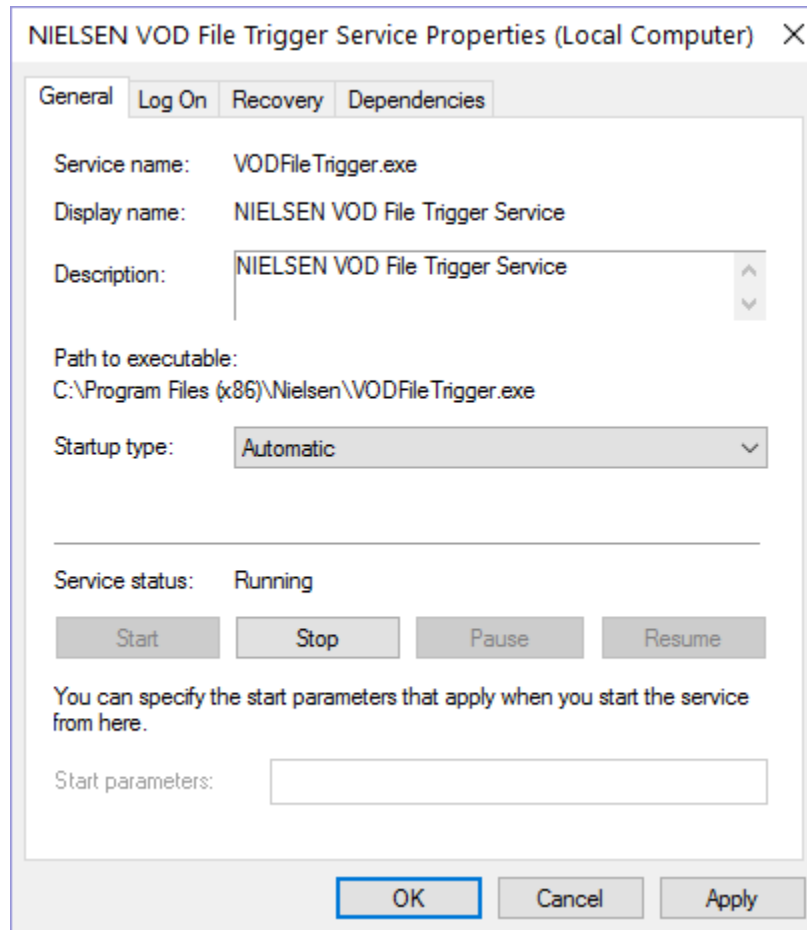 NIELSEN VOD File Trigger Service Properties (Local Computer)
General Log On Recovery Dependencies
Service name: VODFileTrigger.exe
Display name: NIELSEN VOD File Trigger Service
Description: NIELSEN VOD File Trigger Service
Path to executable:
C:\Program Files (x86)\Nielsen\VODFileTrigger.exe
Startup type: Automatic
Service status: Running
Start Stop Pause Resume
You can specify the start parameters that apply when you start the service
from here.
Start parameters:
OK Cancel Apply